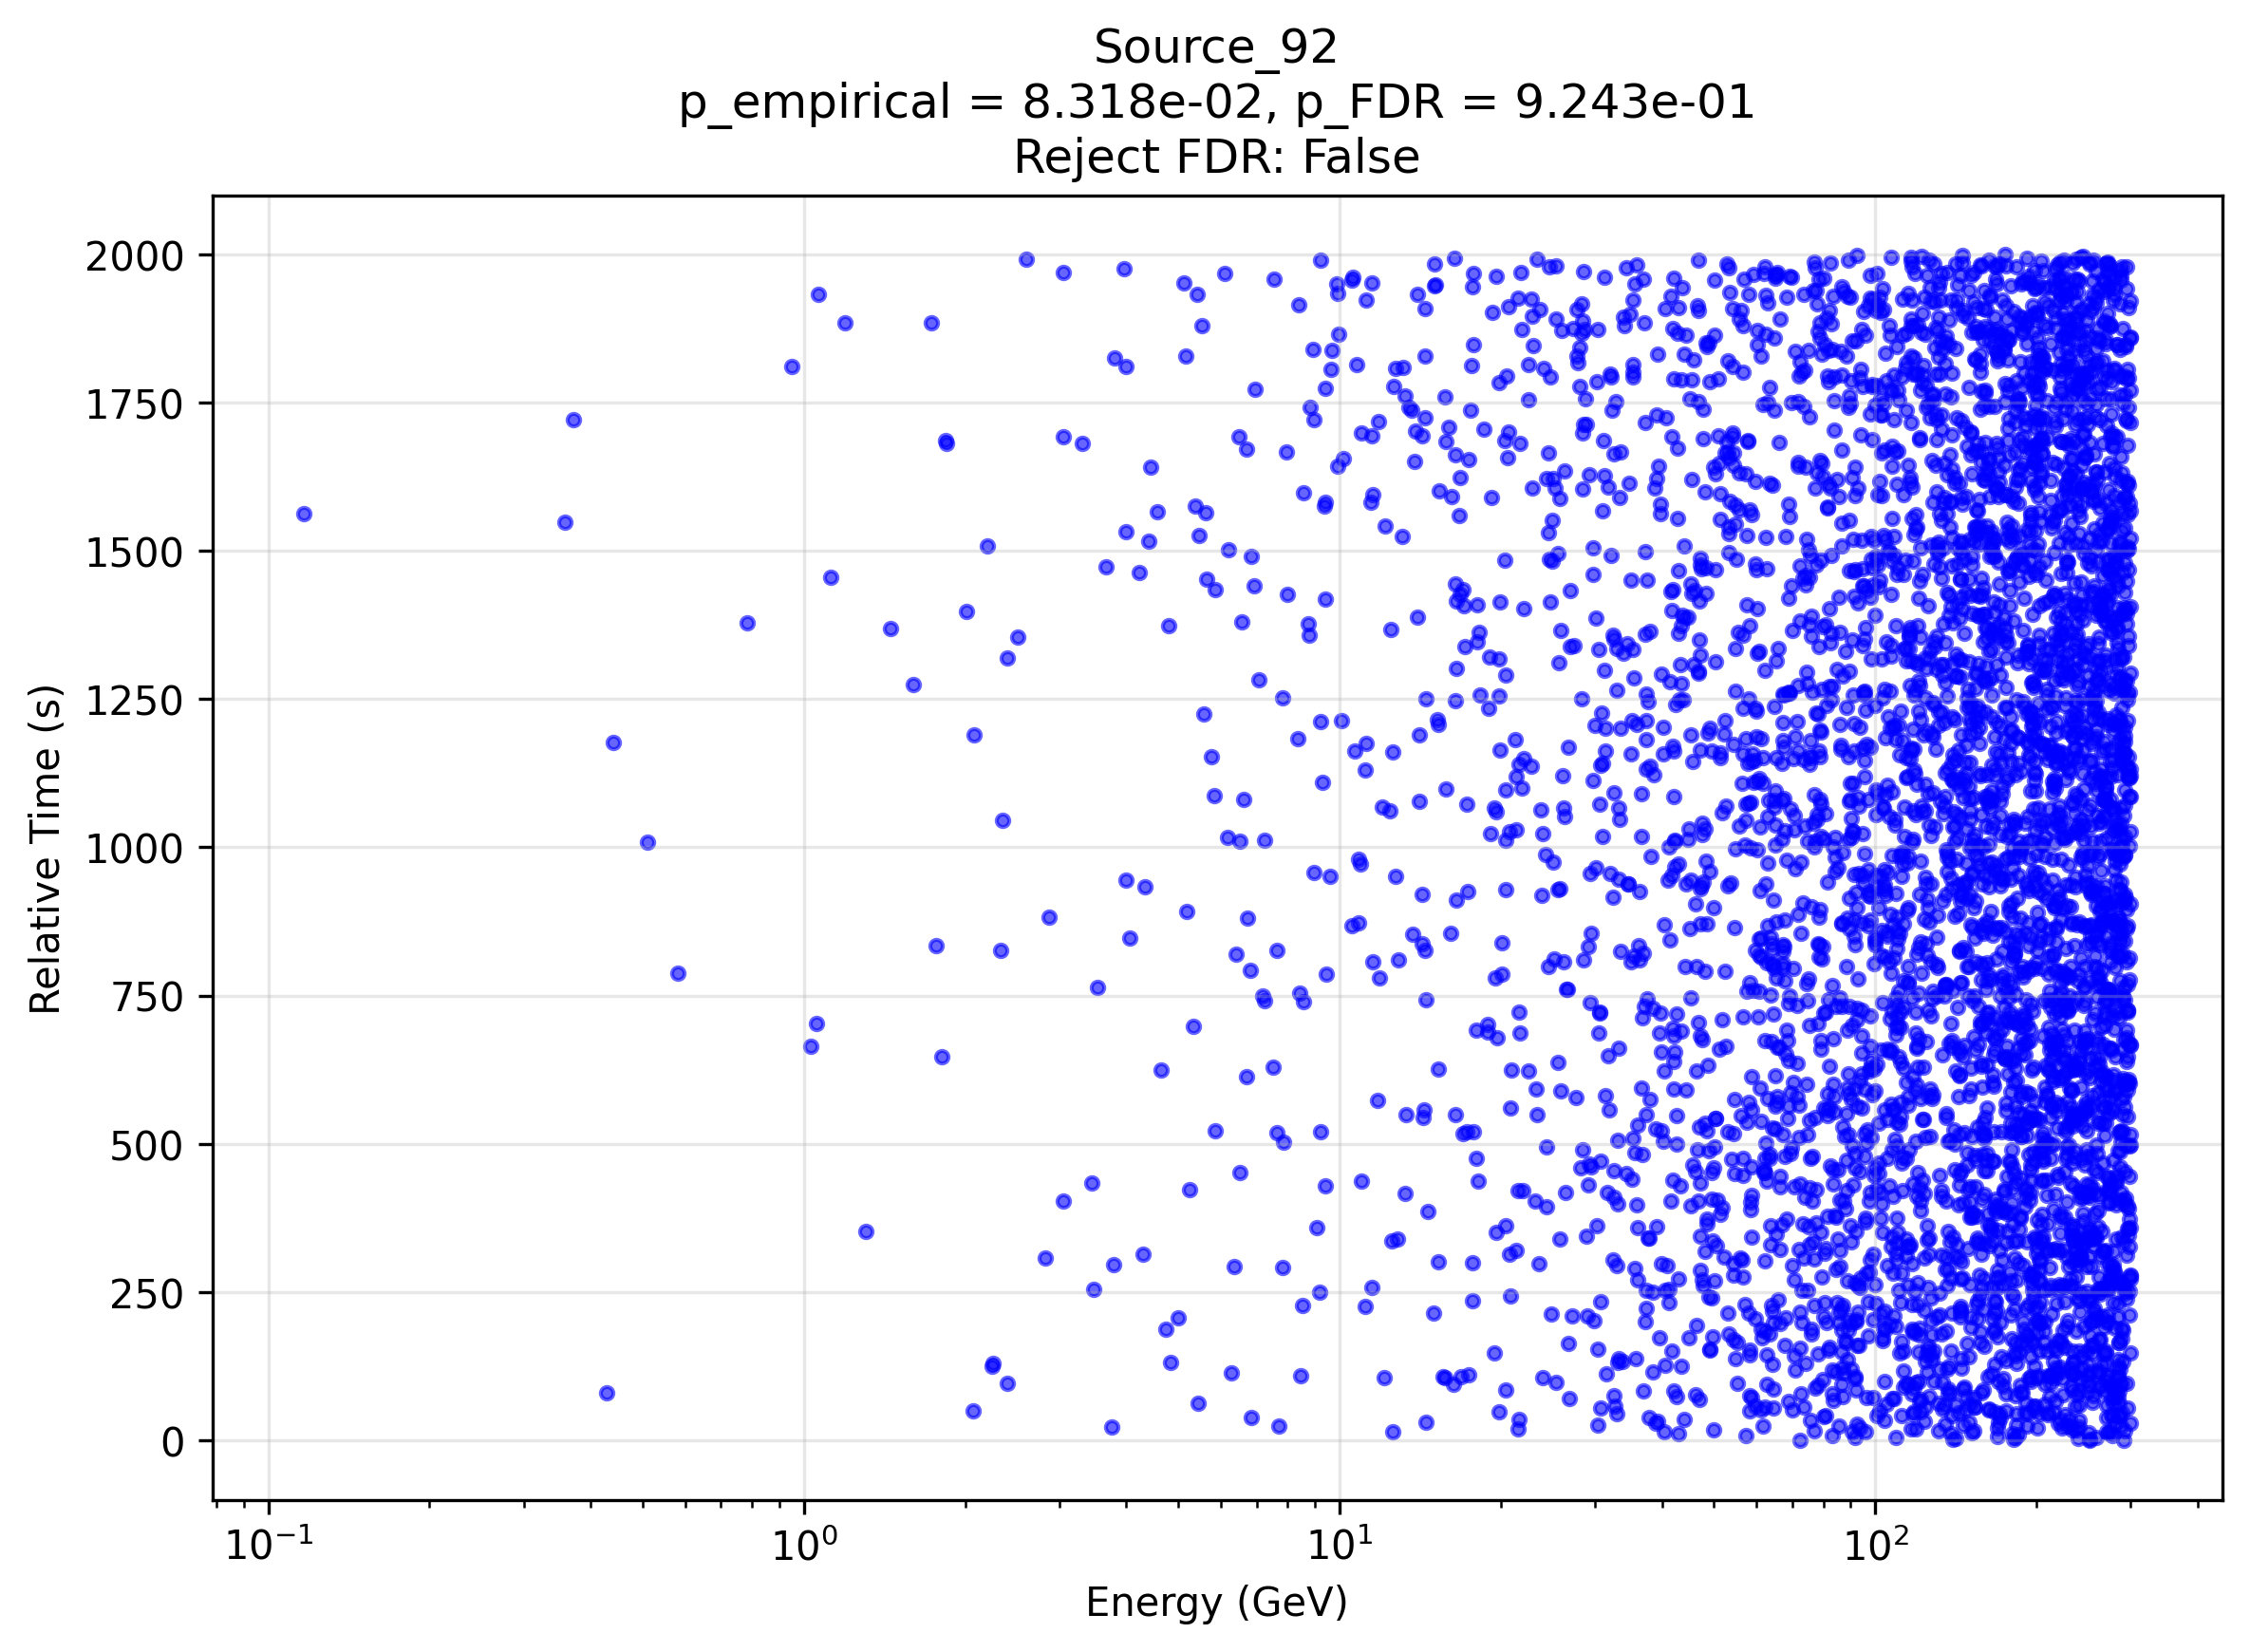 Source_92
p_empirical = 8.318e-02, p_FDR = 9.243e-01
Reject FDR: False
2000
1750
1500
1250
1000
750
500
250
0
Relative Time (s)
10⁻¹
10⁰
10¹
10²
Energy (GeV)